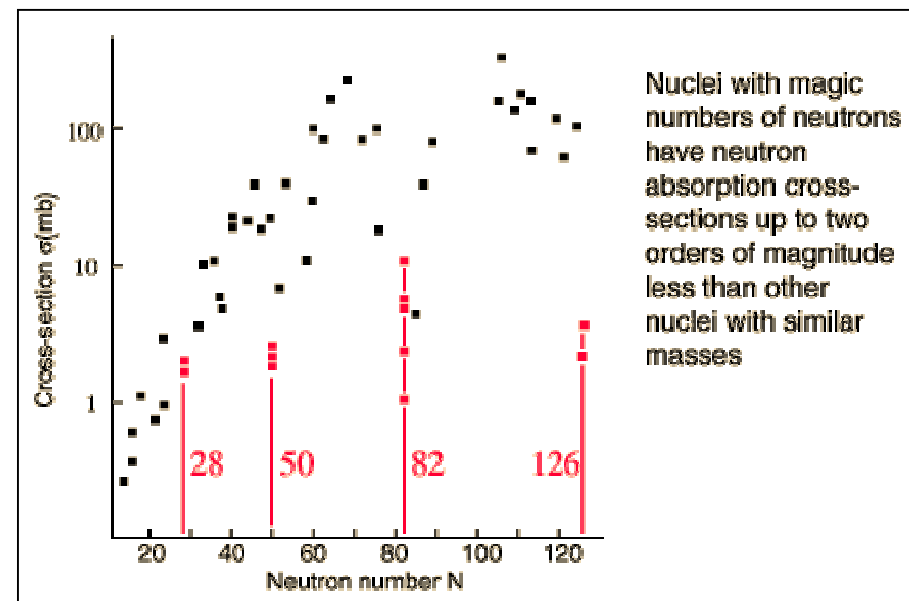 Nuclei with magic
numbers of neutrons
have neutron
absorption cross-
sections up to two
orders of magnitude
less than other
nuclei with similar
masses
Cross-section σ(mb)
100
10
1
28
50
82
126
20
40
60
80
100
120
Neutron number N